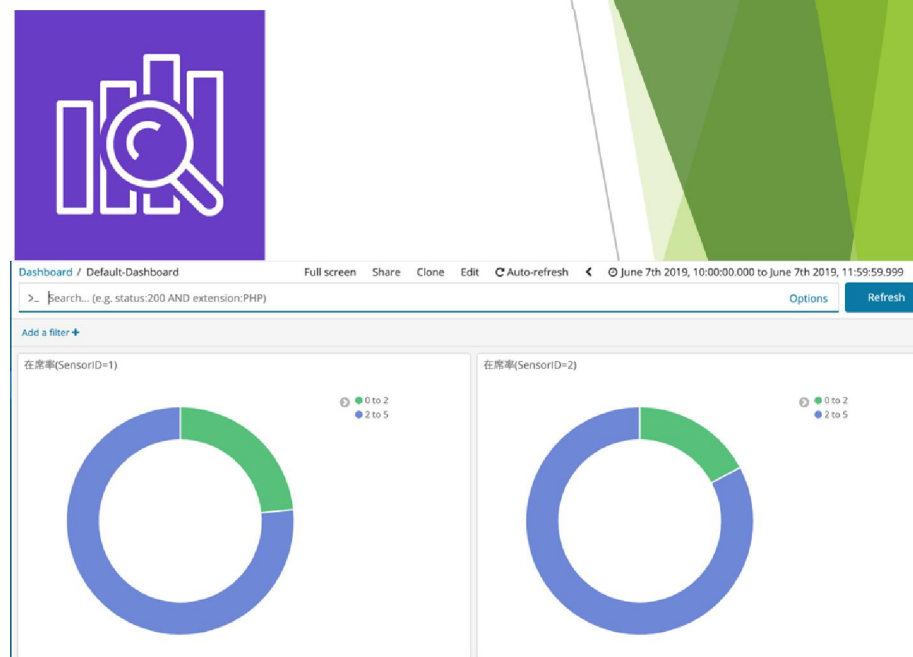 Dashboard / Default-Dashboard Full screen Share Clone Edit Auto-refresh June 7th 2019, 10:00:00.000 to June 7th 2019, 11:59:59.999
>_ Search... (e.g. status:200 AND extension:PHP) Options Refresh
Add a filter +
在席率(SensorID=1)
0 to 2
2 to 5
在席率(SensorID=2)
0 to 2
2 to 5